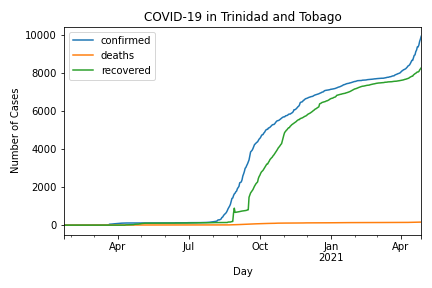 COVID-19 in Trinidad and Tobago
confirmed
deaths
recovered
Number of Cases
10000
8000
6000
4000
2000
0
Apr
Jul
Oct
Jan
2021
Apr
Day